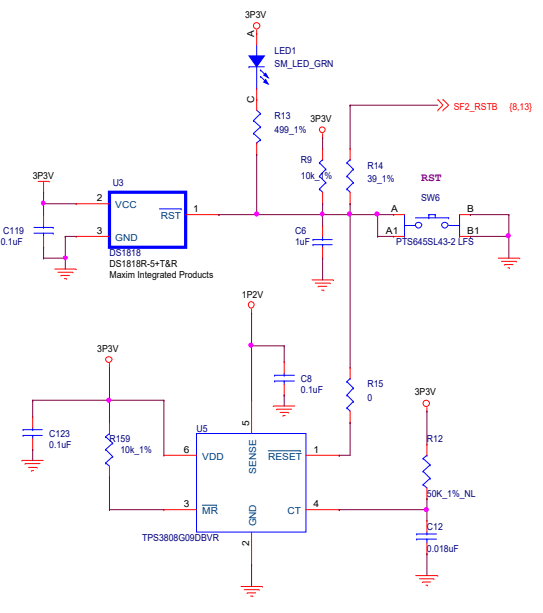 3P3V
A
LED1
SM_LED_GRN
C
R13
499_1%
SF2_RSTB {8,13}
3P3V
R9
10k_1%
R14
39_1%
RST
SW6
3P3V
U3
2
VCC
RST
1
A
B
3
GND
A1
B1
C119
0.1uF
C6
1uF
PTS645SL43-2 LFS
DS1818
DS1818R-5+T&R
Maxim Integrated Products
1P2V
3P3V
C8
0.1uF
R15
0
3P3V
C123
0.1uF
R159
10k_1%
U5
5
R12
6
VDD
SENSE
RESET
1
50K_1%_NL
3
MR
GND
CT
4
C12
0.018uF
TPS3808G09DBVR
2